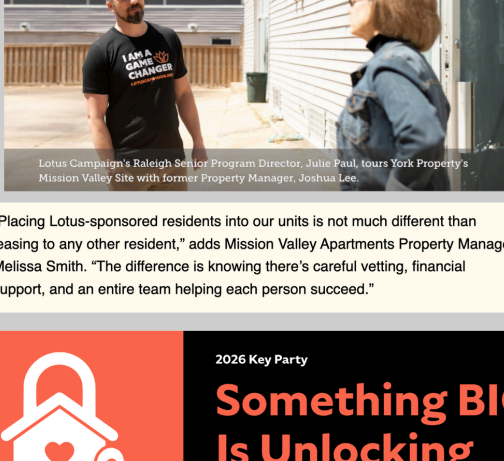 I AM A
GAME
CHANGER
LOTUSCAMPAIGN.ORG
Lotus Campaign's Raleigh Senior Program Director, Julie Paul, tours York Property's
Mission Valley Site with former Property Manager, Joshua Lee.
Placing Lotus-sponsored residents into our units is not much different than
easing to any other resident,” adds Mission Valley Apartments Property Manag
Melissa Smith. “The difference is knowing there’s careful vetting, financial
upport, and an entire team helping each person succeed.”
2026 Key Party
Something BI
Is Unlocking